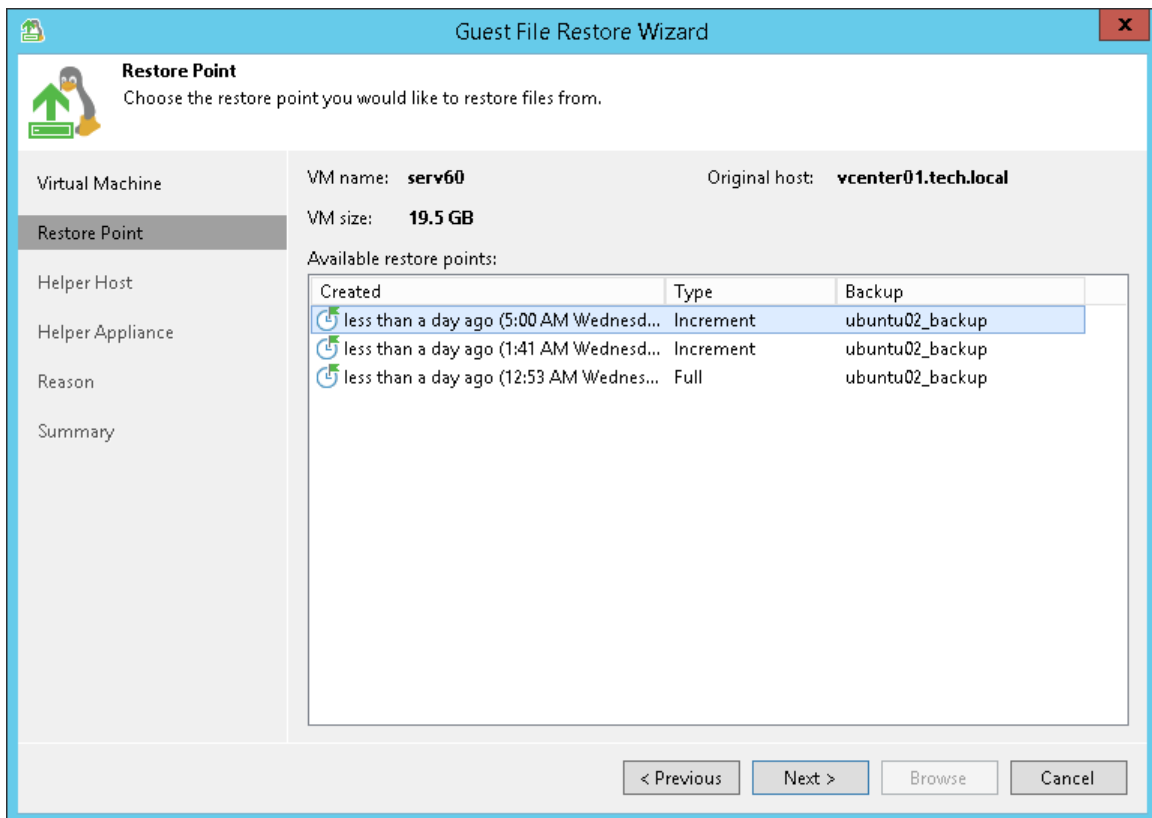 Guest File Restore Wizard
x
Restore Point
Choose the restore point you would like to restore files from.
Virtual Machine
Restore Point
Helper Host
Helper Appliance
Reason
Summary
VM name: serv60 Original host: vcenter01.tech.local
VM size: 19.5 GB
Available restore points:
Created Type Backup
less than a day ago (5:00 AM Wednesd... Increment ubuntu02_backup
less than a day ago (1:41 AM Wednesd... Increment ubuntu02_backup
less than a day ago (12:53 AM Wednes... Full ubuntu02_backup
< Previous Next > Browse Cancel